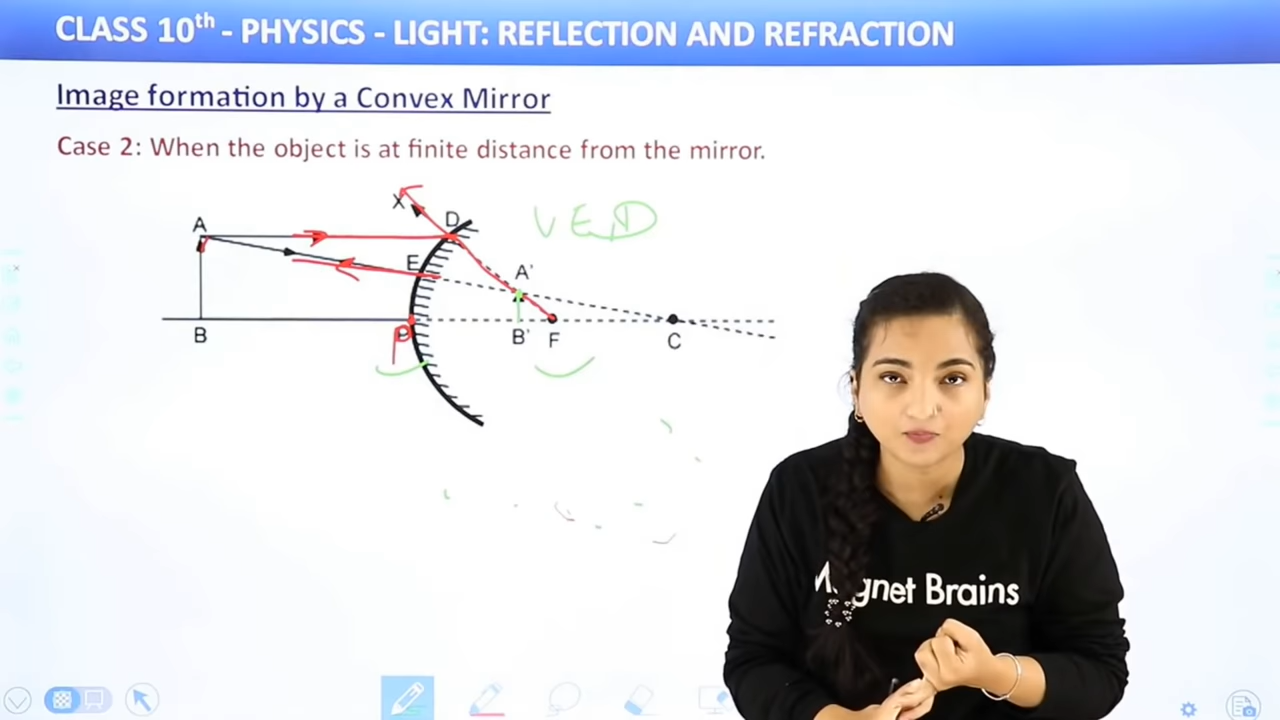 CLASS 10th - PHYSICS - LIGHT: REFLECTION AND REFRACTION
Image formation by a Convex Mirror
Case 2: When the object is at finite distance from the mirror.
X
D
V E D
A
E
A'
P
B
B'
F
C
Magnet Brains